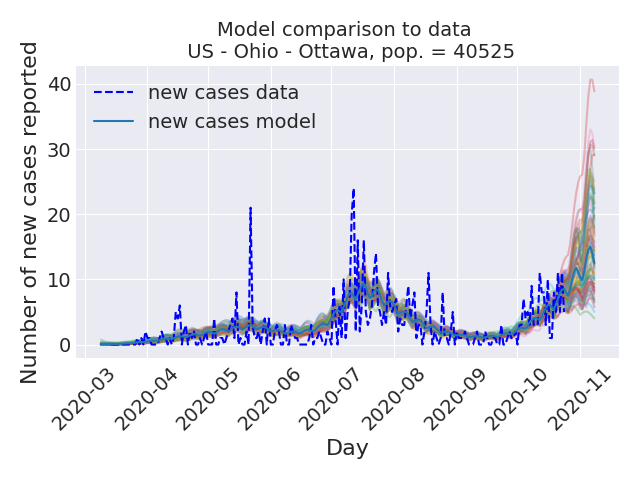 Model comparison to data
US - Ohio - Ottawa, pop. = 40525
Number of new cases reported
40
30
20
10
0
new cases data
new cases model
2020-03
2020-04
2020-05
2020-06
2020-07
2020-08
2020-09
2020-10
2020-11
Day